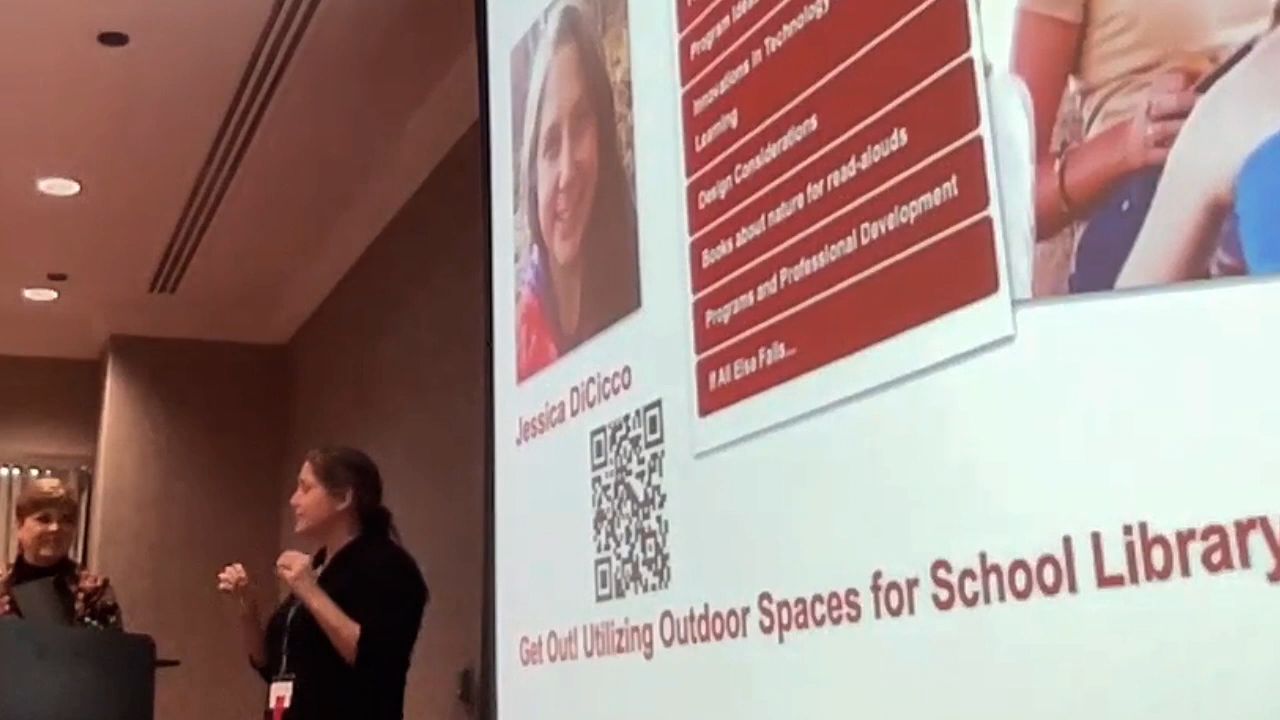 Program Ideas
Innovations in Technology
Learning
Design Considerations
Books about nature for read-alouds
Programs and Professional Development
If All Else Fails...
Jessica DiCicco
Get Out! Utilizing Outdoor Spaces for School Library